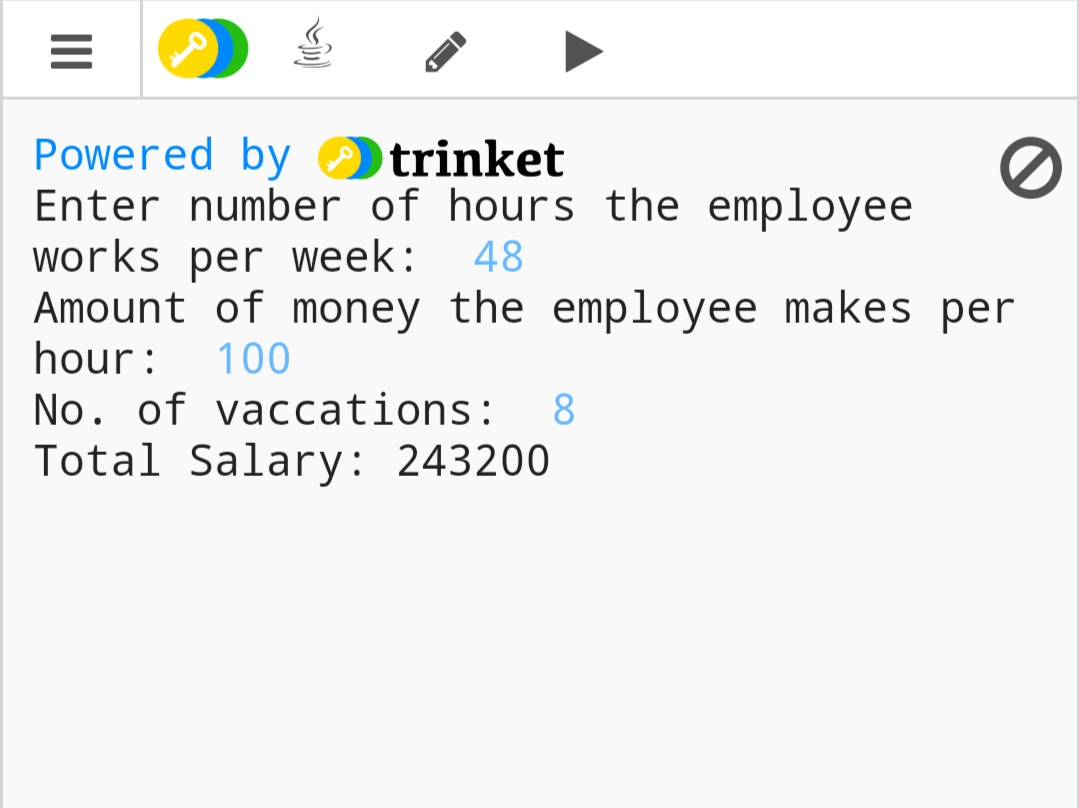 Powered by trinket
Enter number of hours the employee
works per week: 48
Amount of money the employee makes per
hour: 100
No. of vaccations: 8
Total Salary: 243200